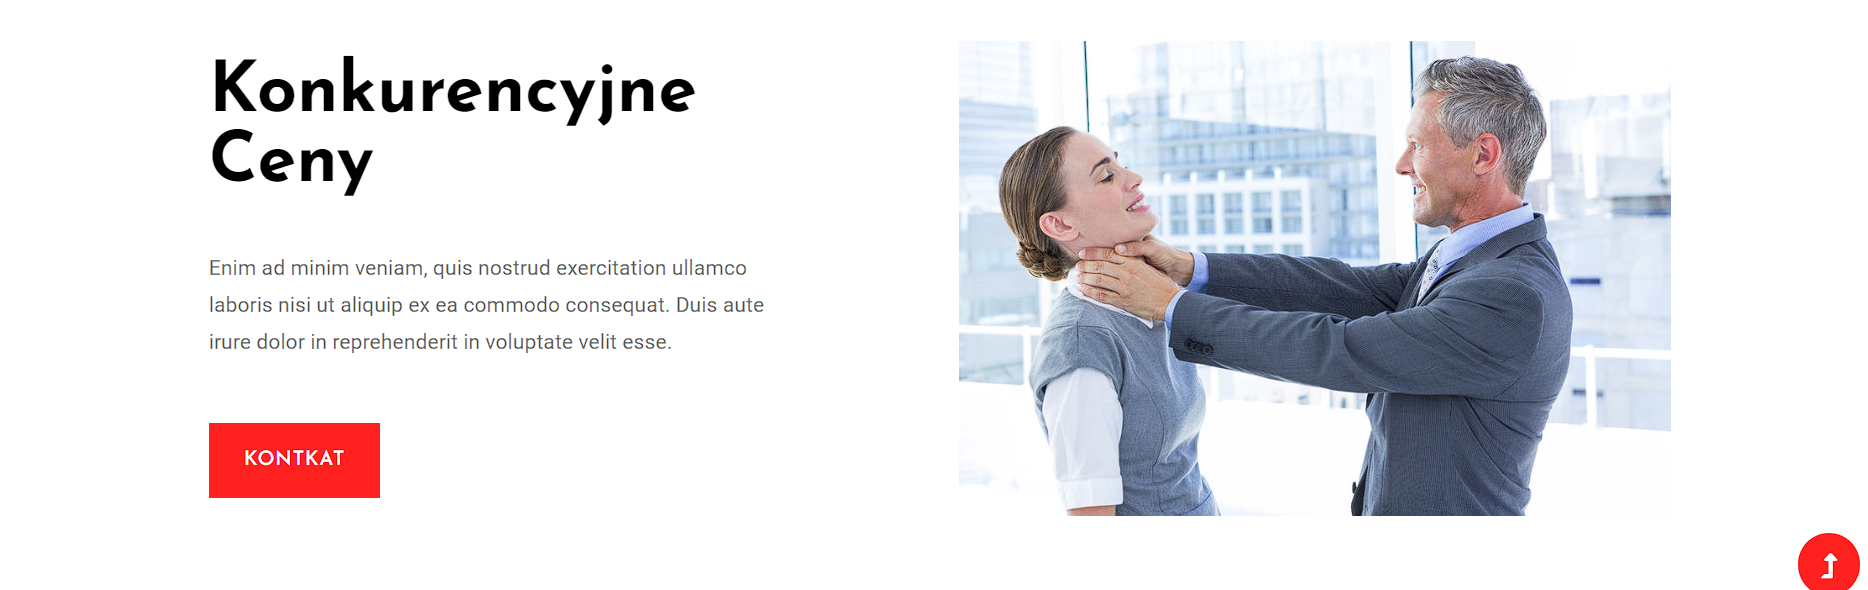 Konkurencyjne
Ceny
Enim ad minim veniam, quis nostrud exercitation ullamco
laboris nisi ut aliquip ex ea commodo consequat. Duis aute
irure dolor in reprehenderit in voluptate velit esse.
KONTKAT